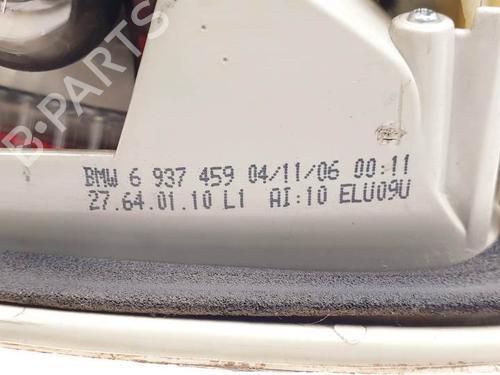 B-PARTS
BMW 6 937 459 04/11/06 00:11
27.64.01.10 L1 AI:10 ELU09U